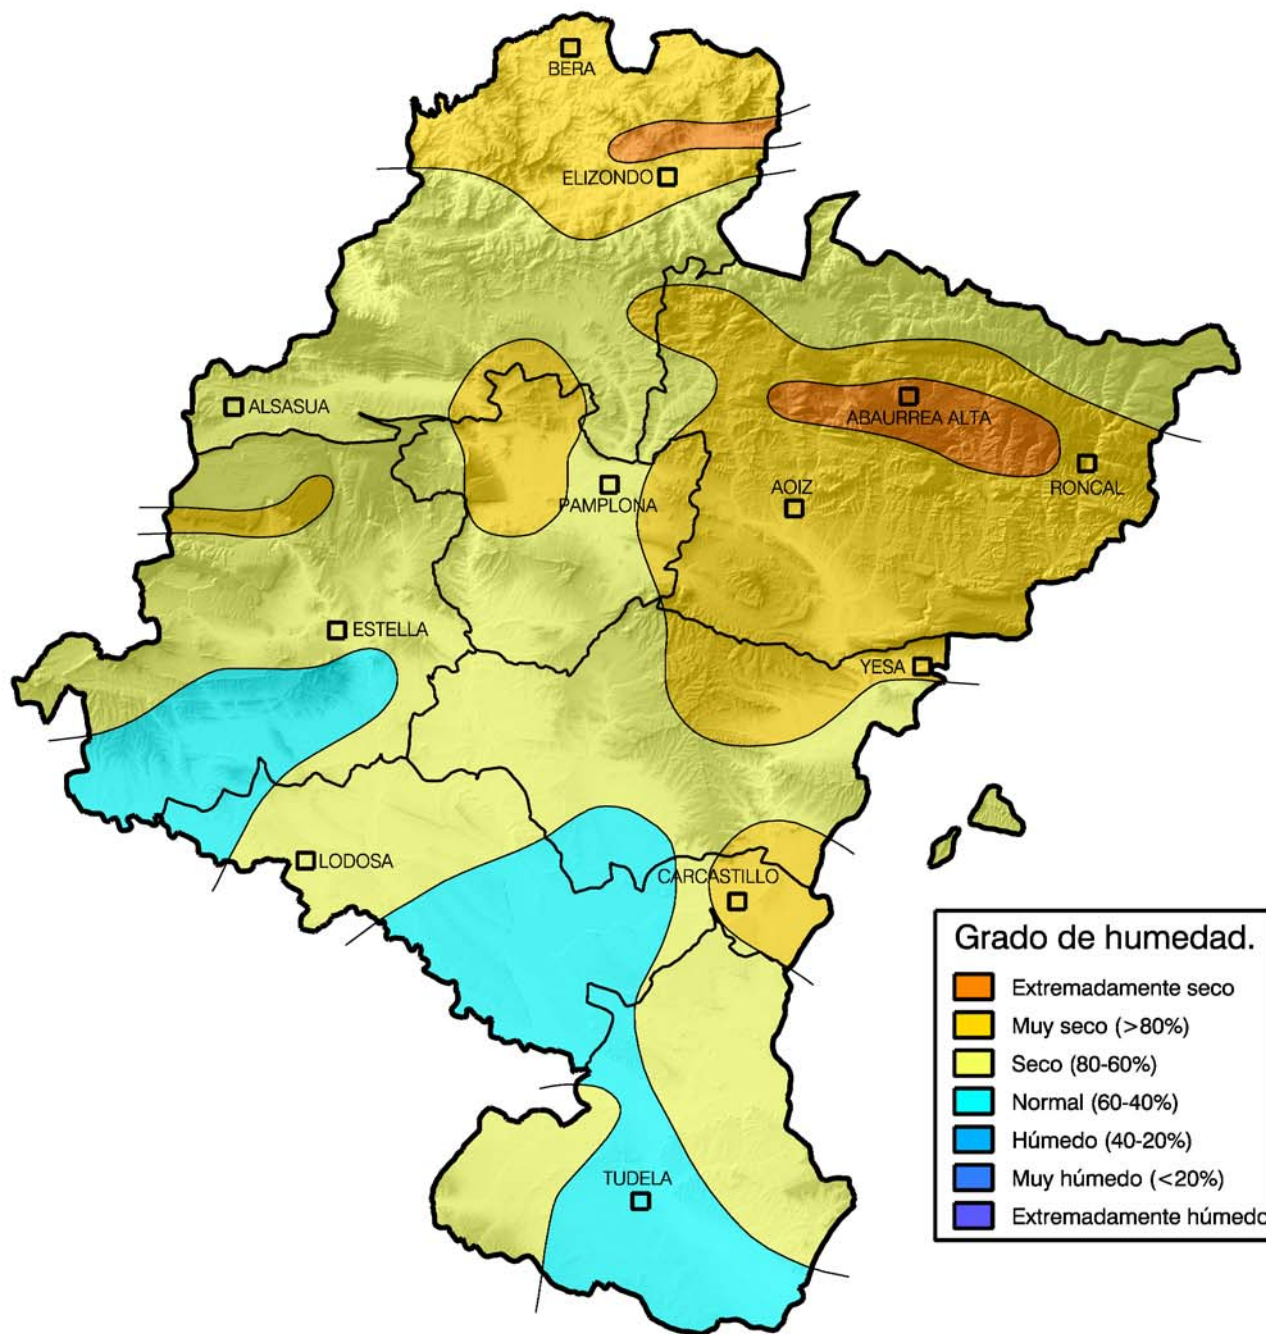 BERA
ELIZONDO
ALSASUA
ABAURREA ALTA
RONCAL
AOIZ
PAMPLONA
ESTELLA
YESA
LODOSA
CARCASTILLO
TUDELA
Grado de humedad.
Extremadamente seco
Muy seco (>80%)
Seco (80-60%)
Normal (60-40%)
Húmedo (40-20%)
Muy húmedo (<20%)
Extremadamente húmedo